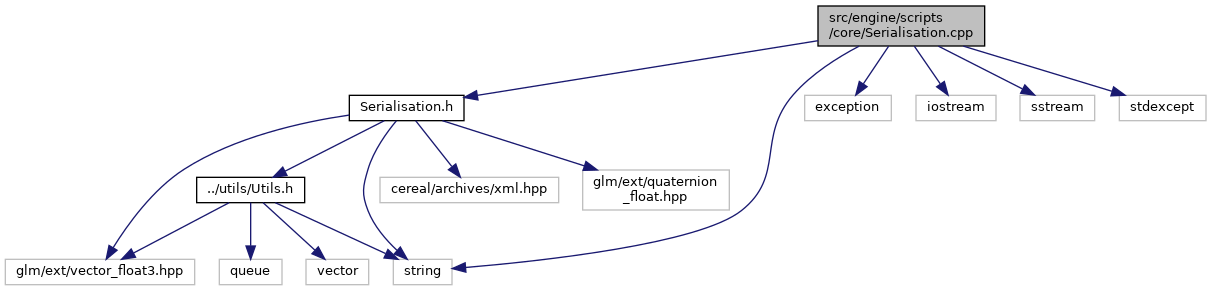 src/engine/scripts
/core/Serialisation.cpp
Serialisation.h
exception
iostream
sstream
stdexcept
../utils/Utils.h
cereal/archives/xml.hpp
glm/ext/quaternion
_float.hpp
glm/ext/vector_float3.hpp
queue
vector
string